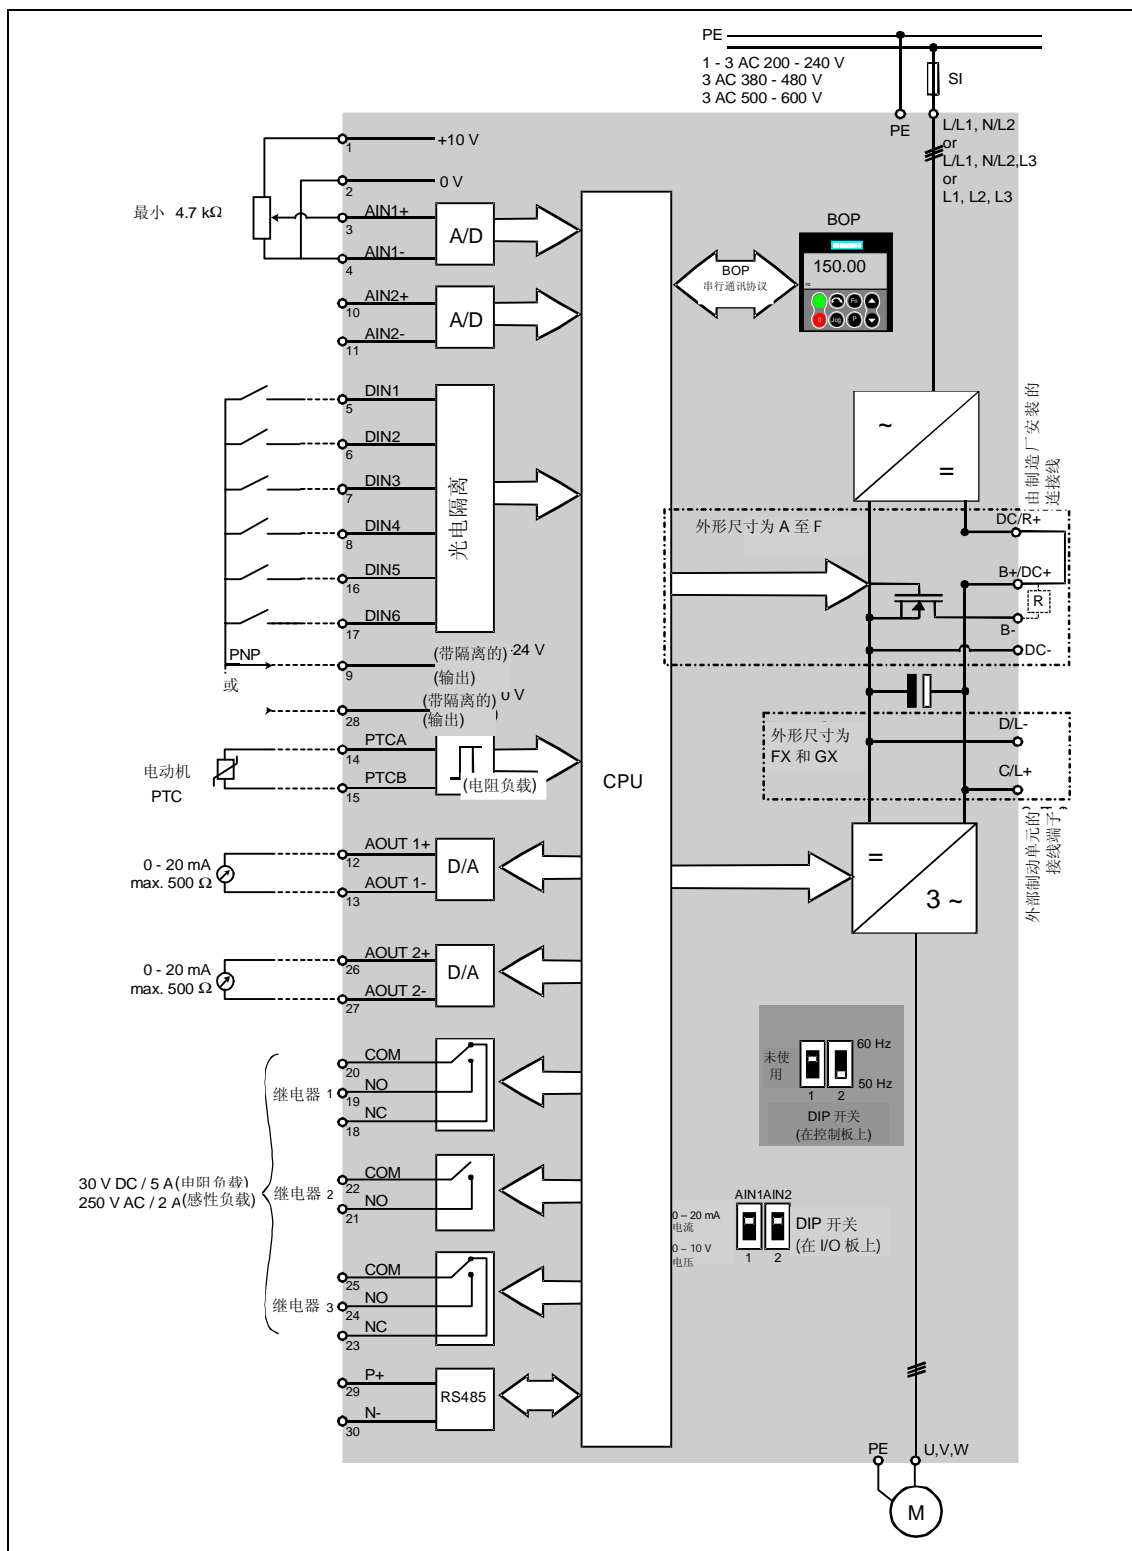 PE
1 - 3 AC 200 - 240 V
3 AC 380 - 480 V
3 AC 500 - 600 V
SI
PE
L/L1, N/L2
or
L/L1, N/L2,L3
or
L1, L2, L3
1
+10 V
2
0 V
最小 4.7 kΩ
AIN1+
3
A/D
AIN1-
4
AIN2+
10
A/D
AIN2-
11
BOP
150.00
Hz
Fn
Jog
P
1
0
BOP
串行通讯协议
DIN1
5
DIN2
6
DIN3
7
DIN4
8
DIN5
16
DIN6
17
光电隔离
~
=
由制造厂安装的
连接线
外形尺寸为 A 至 F
DC/R+
B+/DC+
R
B-
DC-
PNP
或
9
(带隔离的)
-24 V
(输出)
28
(带隔离的)
0 V
(输出)
电动机
PTC
PTCA
14
PTCB
15
(电阻负载)
CPU
外形尺寸为
FX 和 GX
D/L-
C/L+
外部制动单元的
接线端子
=
3 ~
0 - 20 mA
max. 500 Ω
AOUT 1+
12
AOUT 1-
13
D/A
0 - 20 mA
max. 500 Ω
AOUT 2+
26
AOUT 2-
27
D/A
未使
用
60 Hz
50 Hz
1 2
DIP 开关
(在控制板上)
30 V DC / 5 A(电阻负载)
250 V AC / 2 A(感性负载)
继电器 1
COM
20
NO
19
NC
18
继电器 2
COM
22
NO
21
继电器 3
COM
25
NO
24
NC
23
AIN1AIN2
0 – 20 mA
电流
0 – 10 V
电压
1 2
DIP 开关
(在 I/O 板上)
P+
29
N-
30
RS485
PE
U,V,W
M